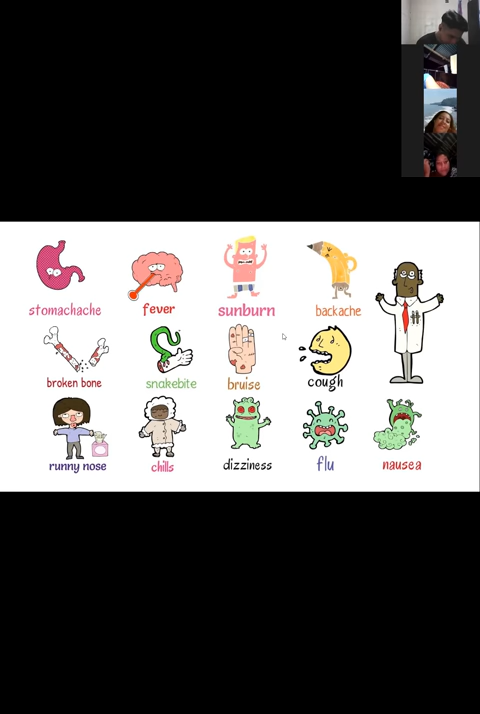 stomachache
fever
sunburn
backache
broken bone
snakebite
bruise
cough
runny nose
chills
dizziness
flu
nausea